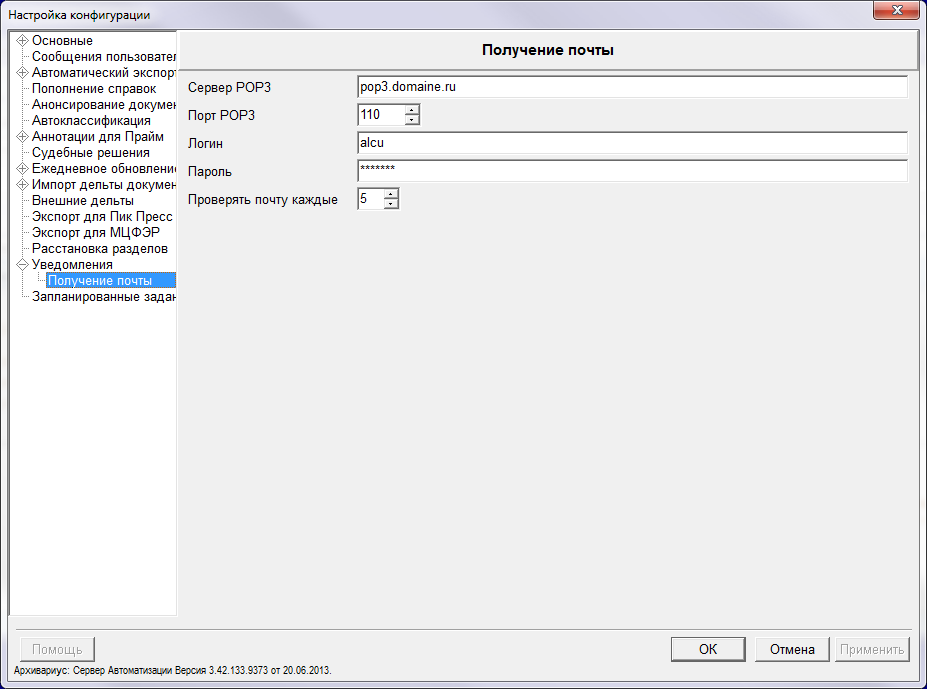 Настройка конфигурации
Основные
Сообщения пользовател
Автоматический экспорт
Пополнение справок
Анонсирование докумен
Автоклассификация
Аннотации для Прайм
Судебные решения
Ежедневное обновление
Импорт дельты докумен
Внешние дельты
Экспорт для Пик Пресс
Экспорт для МЦФЭР
Расстановка разделов
Уведомления
Получение почты
Запланированные задан
Получение почты
Сервер POP3 pop3.domaine.ru
Порт POP3 110
Логин alcu
Пароль *******
Проверять почту каждые 5
Помощь OK Отмена Применить
Архивариус: Сервер Автоматизации Версия 3.42.133.9373 от 20.06.2013.